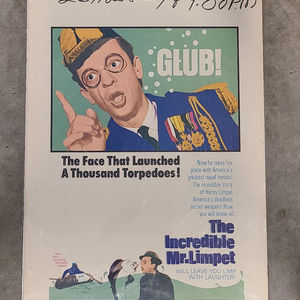 GLUB!
The Face That Launched
A Thousand Torpedoes!
Now he takes his
place with America's
greatest naval heroes!
The incredible story
of Henry Limpet,
America's deadliest
secret weapon! Now
you will know of...
The
Incredible
Mr. Limpet
WILL LEAVE YOU LIMP
WITH LAUGHTER!